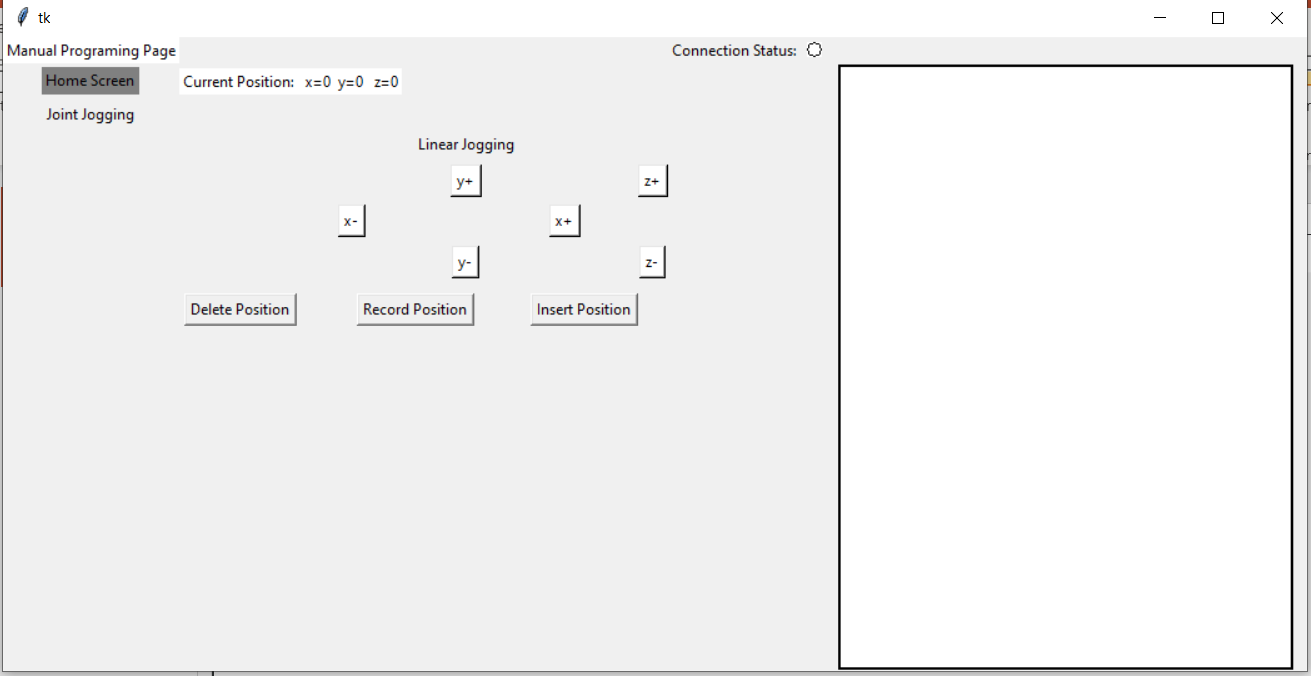 tk
Manual Programing Page Connection Status:
Home Screen Current Position: x=0 y=0 z=0
Joint Jogging
Linear Jogging
y+ z+
x- x+
y- z-
Delete Position Record Position Insert Position